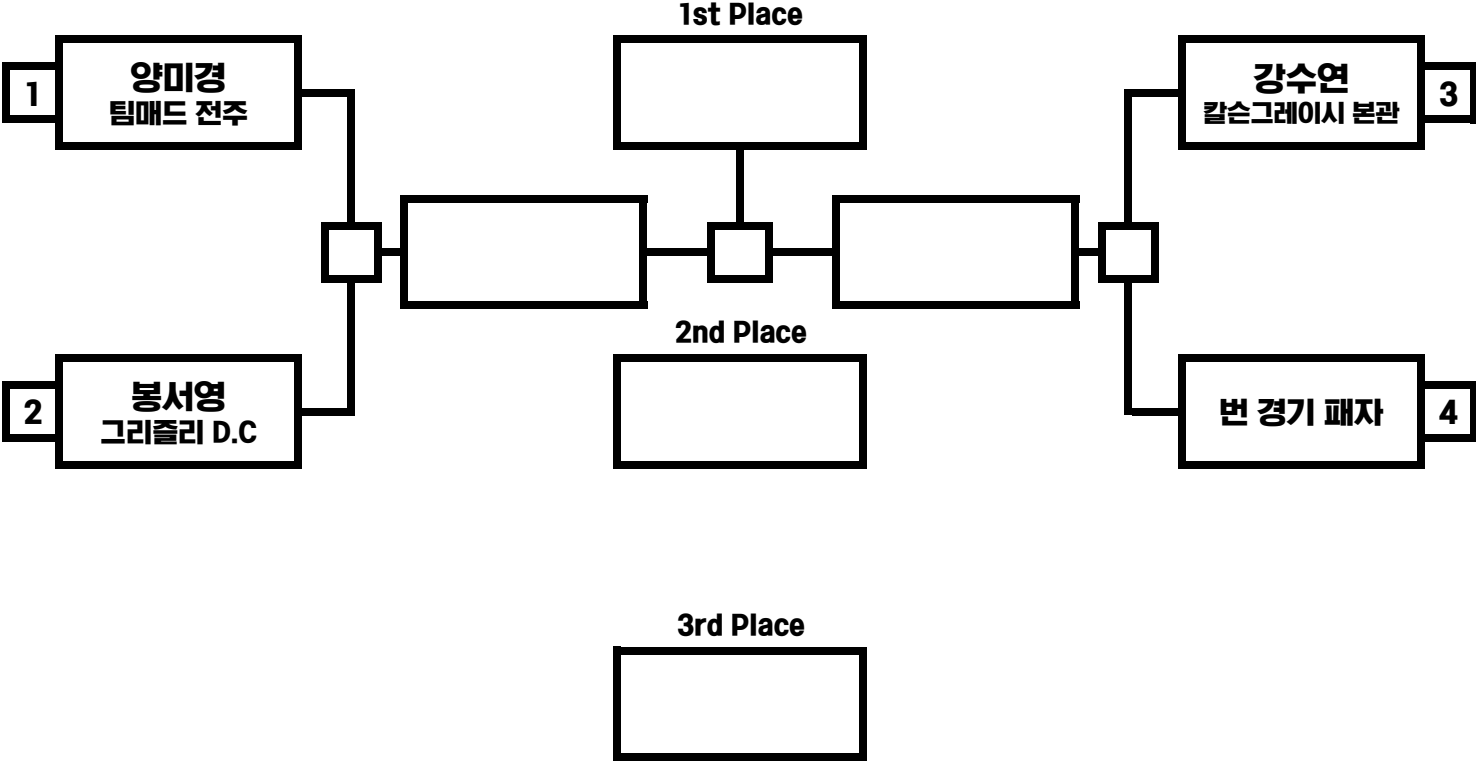 1st Place
1
양미경
팀매드 전주
강수연
칼슨그레이시 본관
3
2nd Place
2
봉서영
그리즐리 D.C
번 경기 패자
4
3rd Place